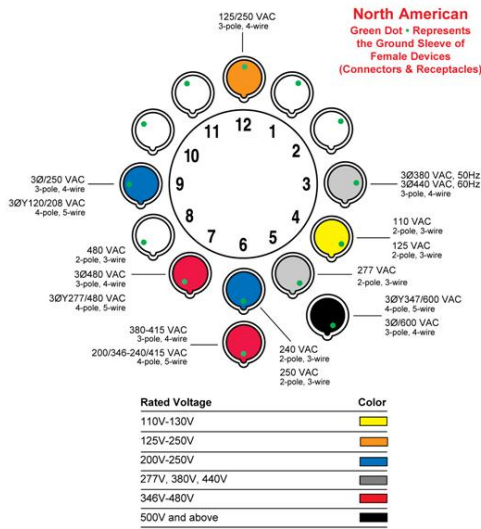 125/250 VAC
3-pole, 4-wire
North American
Green Dot • Represents
the Ground Sleeve of
Female Devices
(Connectors & Receptacles)
12
1
2
3
4
5
6
7
8
9
10
11
3Ø/250 VAC
3-pole, 4-wire
3ØY120/208 VAC
4-pole, 5-wire
3Ø380 VAC, 50Hz
3Ø440 VAC, 60Hz
3-pole, 4-wire
110 VAC
2-pole, 3-wire
125 VAC
2-pole, 3-wire
480 VAC
2-pole, 3-wire
3Ø480 VAC
3-pole, 4-wire
3ØY277/480 VAC
4-pole, 5-wire
277 VAC
2-pole, 3-wire
3ØY347/600 VAC
4-pole, 5-wire
3Ø/600 VAC
3-pole, 4-wire
380-415 VAC
3-pole, 4-wire
200/346-240/415 VAC
4-pole, 5-wire
240 VAC
2-pole, 3-wire
250 VAC
2-pole, 3-wire
Rated Voltage Color
110V-130V
125V-250V
200V-250V
277V, 380V, 440V
346V-480V
500V and above